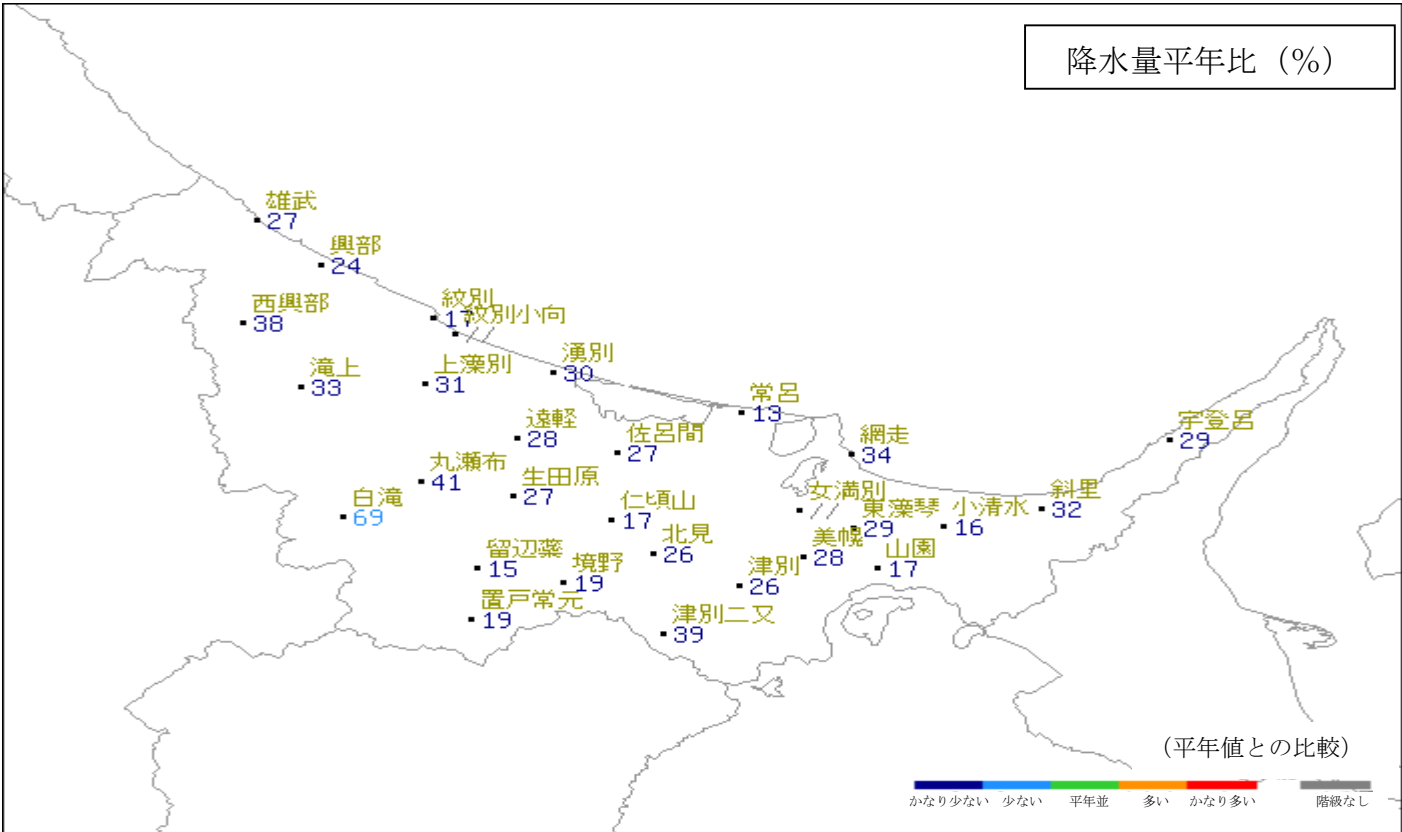 降水量平年比（％）
雄武
27
興部
24
西興部
38
紋別
17
紋別小向
滝上
33
上藻別
31
湧別
30
常呂
13
遠軽
28
佐呂間
27
網走
34
宇登呂
29
丸瀬布
41
生田原
27
白滝
69
仁頃山
17
女満別
東藻琴
29
小清水
16
斜里
32
北見
26
美幌
28
山園
17
留辺蘂
15
境野
19
津別
26
置戸常元
19
津別二又
39
（平年値との比較）
かなり少ない 少ない 平年並 多い かなり多い 階級なし